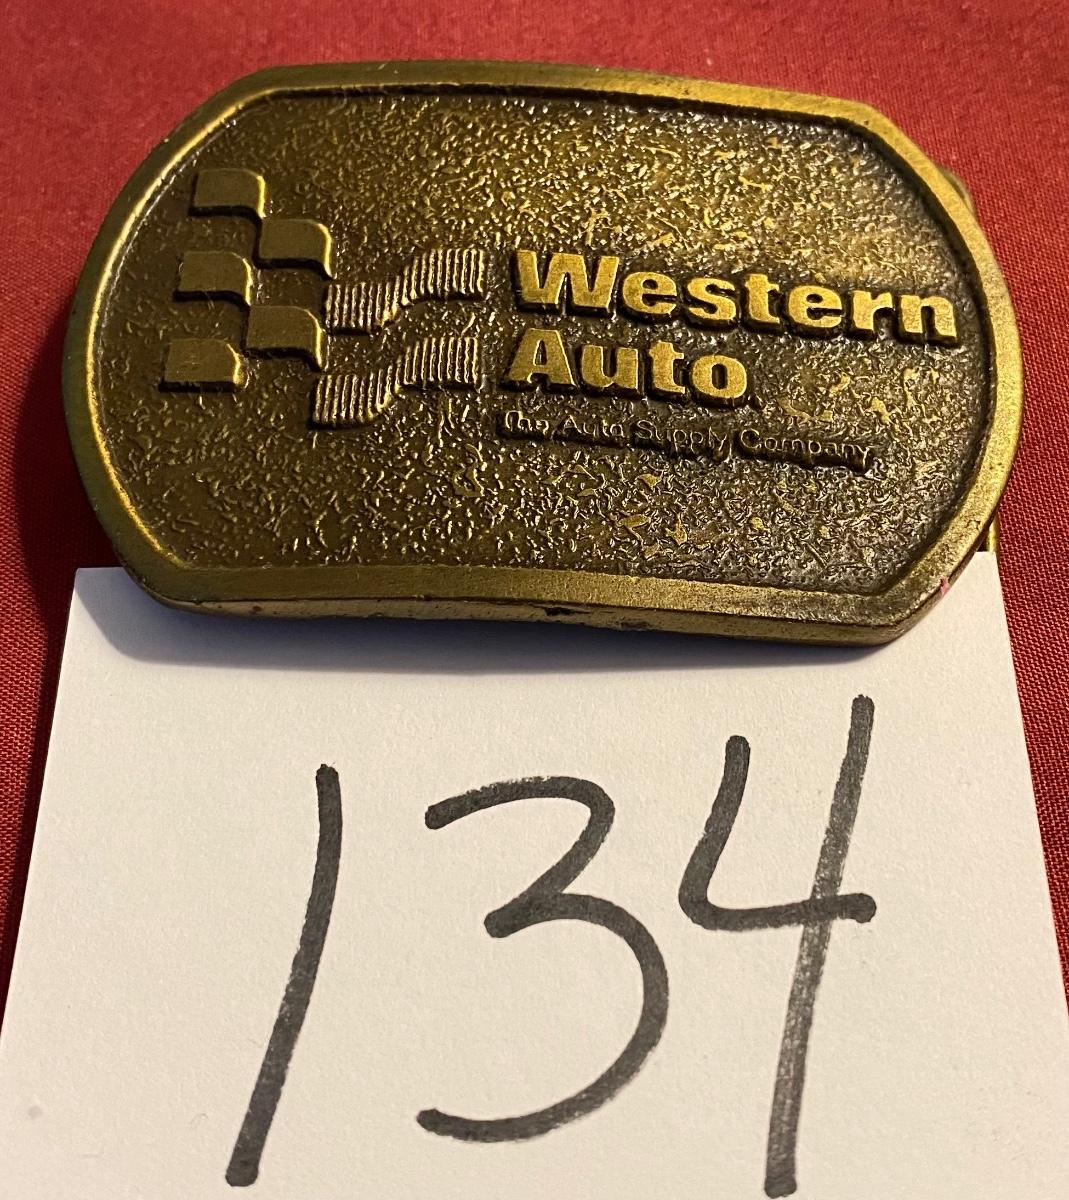 Western
Auto
The Auto Supply Company
134